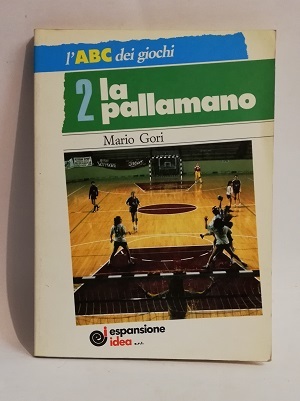 l'ABC dei giochi
2 la
pallamano
Mario Gori
espansione
idea s.r.l.